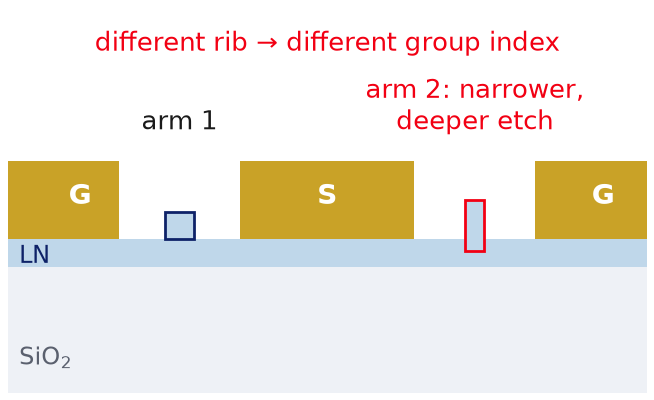 different rib → different group index
arm 2: narrower,
deeper etch
arm 1
G
S
G
LN
SiO₂